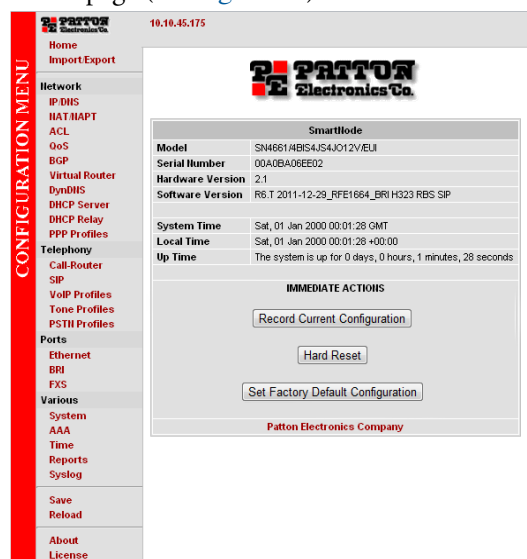 PATTON
Electronics Co.
10.10.45.175
CONFIGURATION MENU
Home
Import/Export
Network
IP/DNS
NAT/NAPT
ACL
QoS
BGP
Virtual Router
DynDNS
DHCP Server
DHCP Relay
PPP Profiles
Telephony
Call-Router
SIP
VoIP Profiles
Tone Profiles
PSTN Profiles
Ports
Ethernet
BRI
FXS
Various
System
AAA
Time
Reports
Syslog
Save
Reload
About
License
PATTON
Electronics Co.
SmartNode
Model SN4661/4BIS4JS4JO12V/EUI
Serial Number 00A0BA06EE02
Hardware Version 2.1
Software Version R6.T 2011-12-29_RFE1664_BRI H323 RBS SIP
System Time Sat, 01 Jan 2000 00:01:28 GMT
Local Time Sat, 01 Jan 2000 00:01:28 +00:00
Up Time The system is up for 0 days, 0 hours, 1 minutes, 28 seconds
IMMEDIATE ACTIONS
Record Current Configuration
Hard Reset
Set Factory Default Configuration
Patton Electronics Company